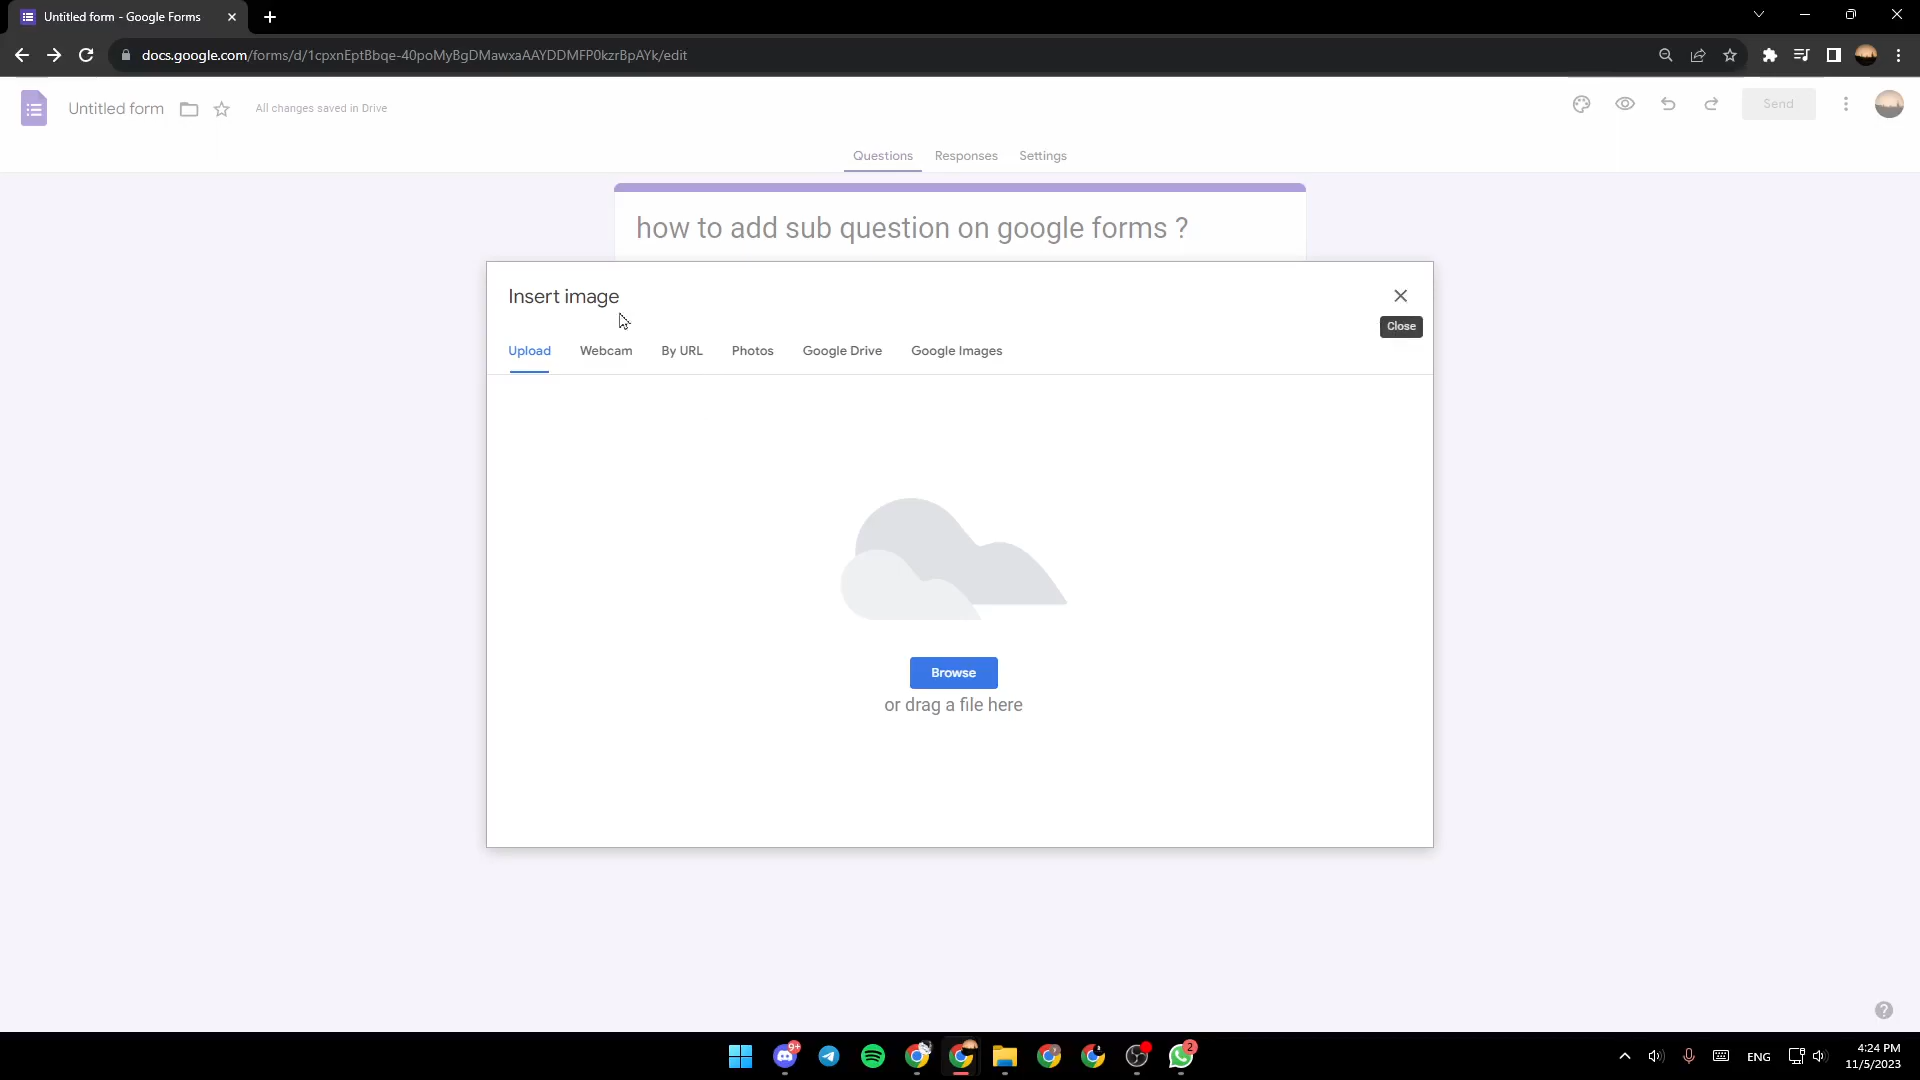 Untitled form - Google Forms
docs.google.com/forms/d/1cpxnEptBbqe-40poMyBgDMawxaAAYDDMFP0kzrBpAYk/edit
Untitled form
All changes saved in Drive
Send
Questions Responses Settings
how to add sub question on google forms ?
Insert image
Close
Upload Webcam By URL Photos Google Drive Google Images
Browse
or drag a file here
9+
2
ENG
4:24 PM
11/5/2023